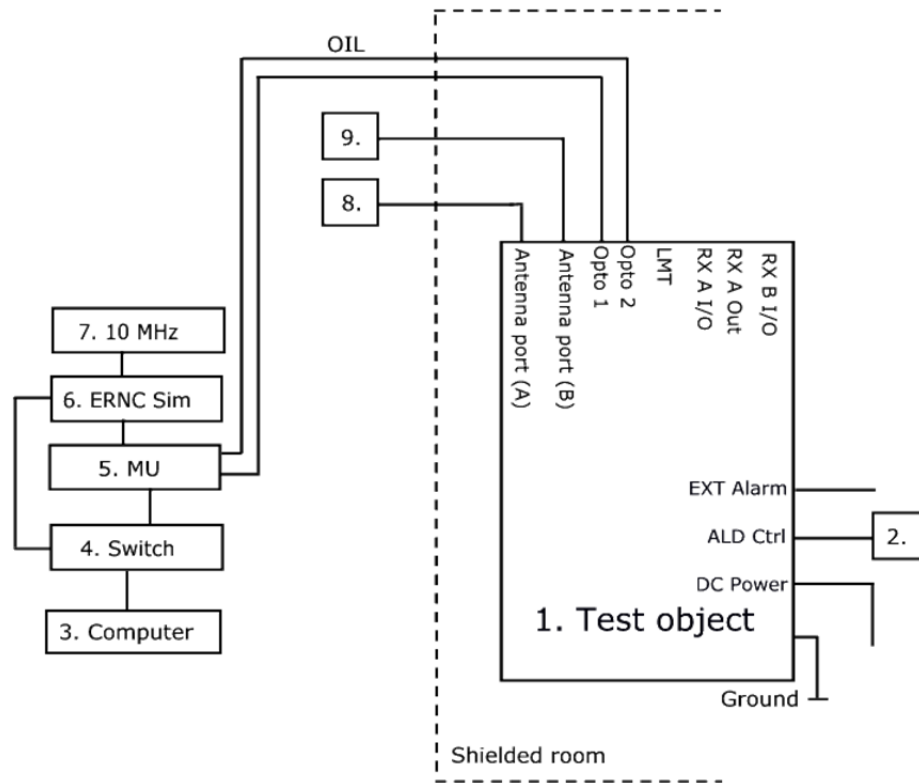 OIL
9.
8.
Antenna port (A)
Antenna port (B)
Opto 1
Opto 2
LMT
RX A I/O
RX A Out
RX B I/O
7. 10 MHz
6. ERNC Sim
5. MU
4. Switch
3. Computer
EXT Alarm
ALD Ctrl
2.
DC Power
1. Test object
Ground
Shielded room